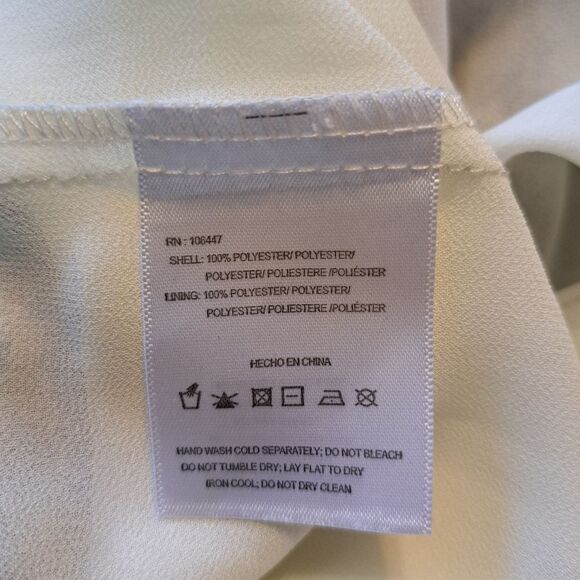 RN : 106447
SHELL: 100% POLYESTER/ POLYESTER/
POLYESTER/ POLIESTERE /POLIÉSTER
LINING: 100% POLYESTER/ POLYESTER/
POLYESTER/ POLIESTERE /POLIÉSTER
HECHO EN CHINA
HAND WASH COLD SEPARATELY; DO NOT BLEACH
DO NOT TUMBLE DRY; LAY FLAT TO DRY
IRON COOL; DO NOT DRY CLEAN